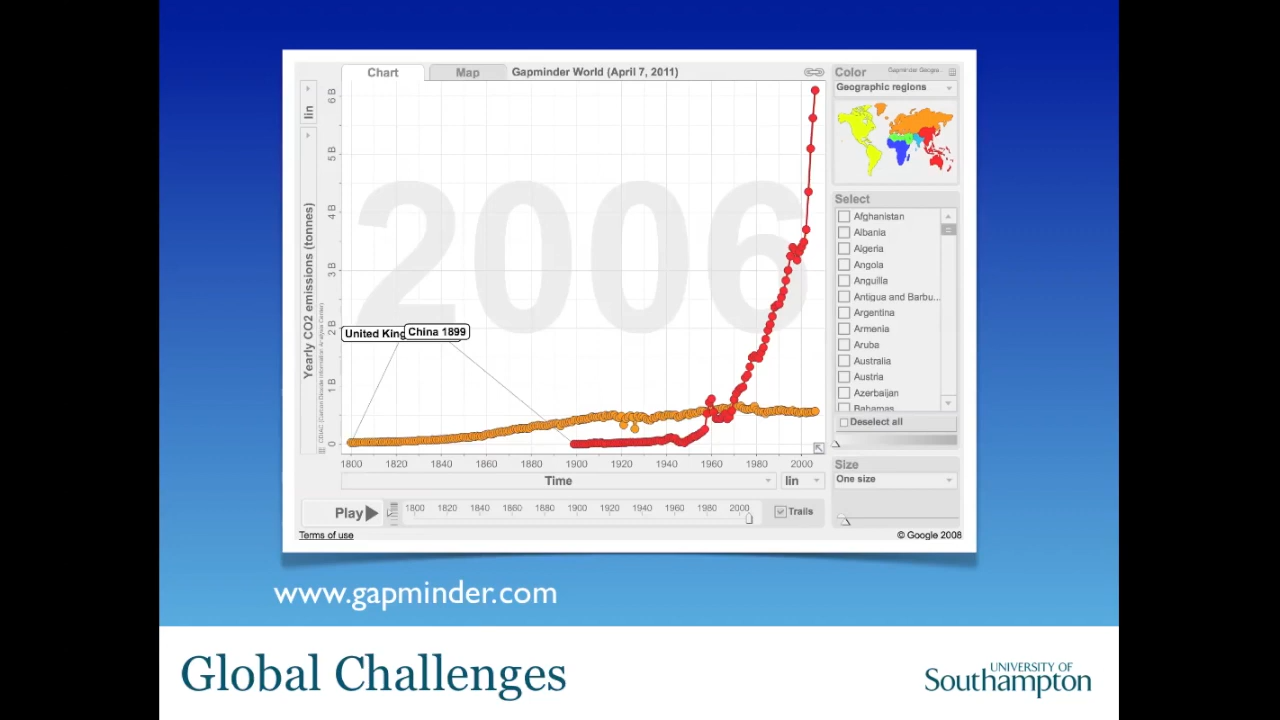 Chart
Map
Gapminder World (April 7, 2011)
Color
Geographic regions
lin
6 B
5 B
4 B
3 B
2 B
1 B
0
Yearly CO2 emissions (tonnes)
2006
United King
China 1899
Select
Afghanistan
Albania
Algeria
Angola
Anguilla
Antigua and Barbu...
Argentina
Armenia
Aruba
Australia
Austria
Azerbaijan
Bahamas
Deselect all
1800 1820 1840 1860 1880 1900 1920 1940 1960 1980 2000
Time
lin
Size
One size
Play
1800 1820 1840 1860 1880 1900 1920 1940 1960 1980 2000
Trails
Terms of use
© Google 2008
www.gapminder.com
Global Challenges
UNIVERSITY OF
Southampton